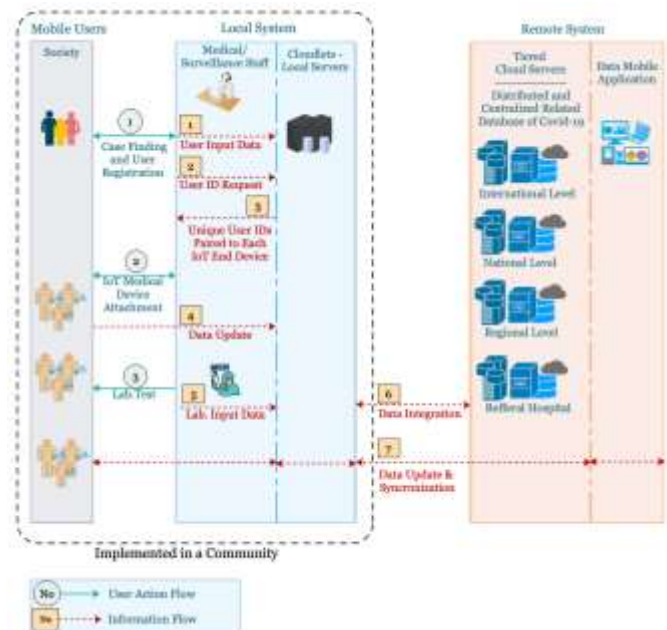 Mobile Users
Local System
Remote System
Society
Medical/
Surveillance Staff
Cloudlets -
Local Servers
Tiered
Cloud Servers
Distributed and
Centralized Related
Database of Covid-19
Data Mobile
Application
1
Case Finding
and User
Registration
1
User Input Data
2
User ID Request
3
Unique User IDs
Paired to Each
IoT End Device
International Level
National Level
2
IoT Medical
Device
Attachment
4
Data Update
Regional Level
3
Lab Test
5
Lab. Input Data
6
Data Integration
Refferal Hospital
7
Data Update &
Syncronization
Implemented in a Community
No
User Action Flow
No
Information Flow